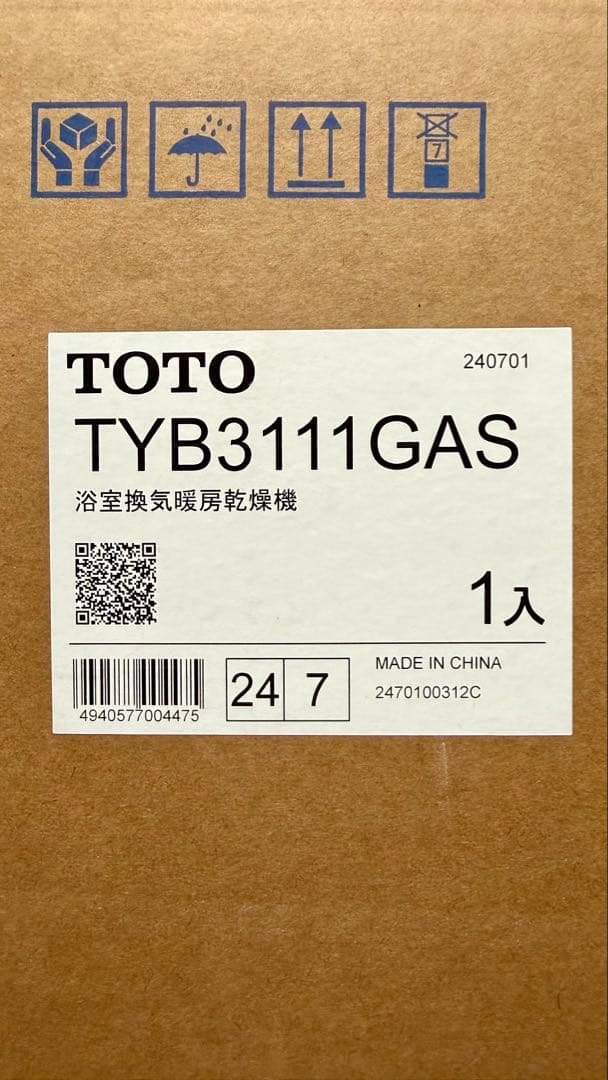 7
TOTO
240701
TYB3111GAS
浴室換気暖房乾燥機
1入
4940577004475
24 7
MADE IN CHINA
2470100312C